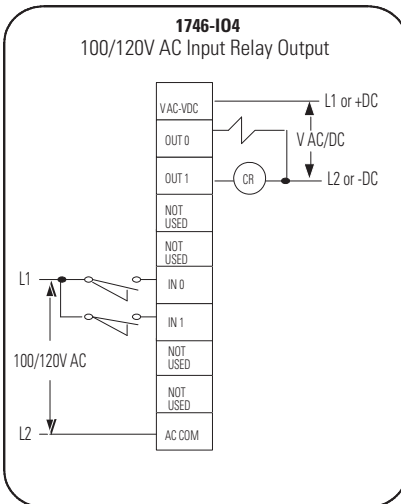 1746-IO4
100/120V AC Input Relay Output
VAC-VDC
L1 or +DC
OUT 0
V AC/DC
OUT 1
CR
L2 or -DC
NOT
USED
NOT
USED
L1
IN 0
IN 1
100/120V AC
NOT
USED
NOT
USED
L2
AC COM